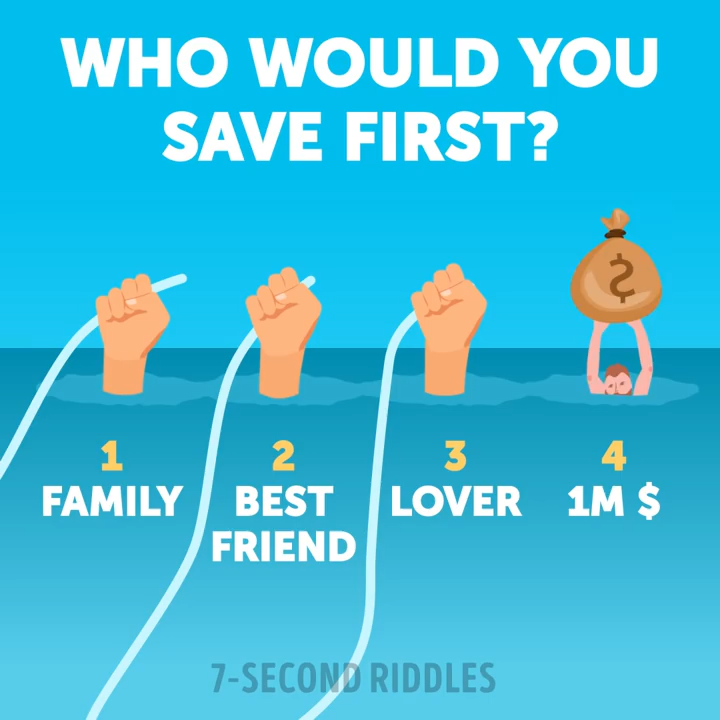 WHO WOULD YOU
SAVE FIRST?
$
1
FAMILY
2
BEST
FRIEND
3
LOVER
4
1M $
7-SECOND RIDDLES